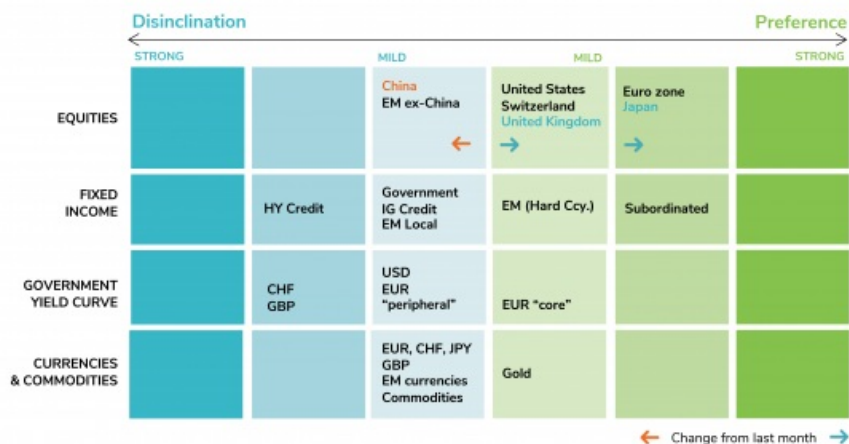 Disinclination Preference
STRONG MILD MILD STRONG
EQUITIES
China
EM ex-China
United States
Switzerland
United Kingdom
Euro zone
Japan
FIXED
INCOME
HY Credit
Government
IG Credit
EM Local
EM (Hard Ccy.)
Subordinated
GOVERNMENT
YIELD CURVE
CHF
GBP
USD
EUR
“peripheral”
EUR “core”
CURRENCIES
& COMMODITIES
EUR, CHF, JPY
GBP
EM currencies
Commodities
Gold
Change from last month